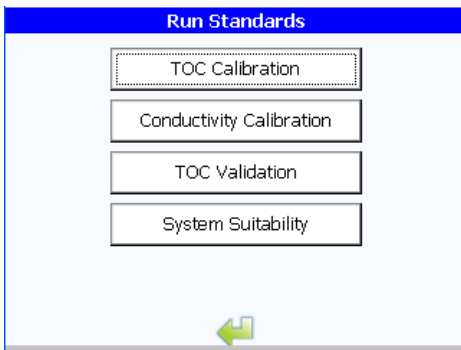 Run Standards
TOC Calibration
Conductivity Calibration
TOC Validation
System Suitability